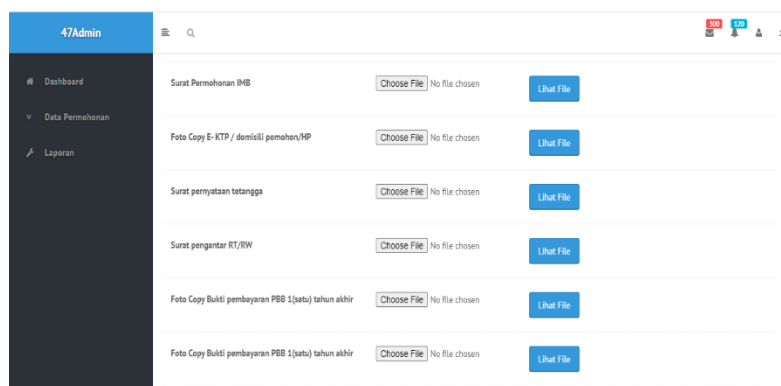 47Admin
300
120
Dashboard
Data Permohonan
Laporan
Surat Permohonan IMB
Choose File No file chosen
Lihat File
Foto Copy E- KTP / domisili pemohon/HP
Choose File No file chosen
Lihat File
Surat pernyataan tetangga
Choose File No file chosen
Lihat File
Surat pengantar RT/RW
Choose File No file chosen
Lihat File
Foto Copy Bukti pembayaran PBB 1(satu) tahun akhir
Choose File No file chosen
Lihat File
Foto Copy Bukti pembayaran PBB 1(satu) tahun akhir
Choose File No file chosen
Lihat File